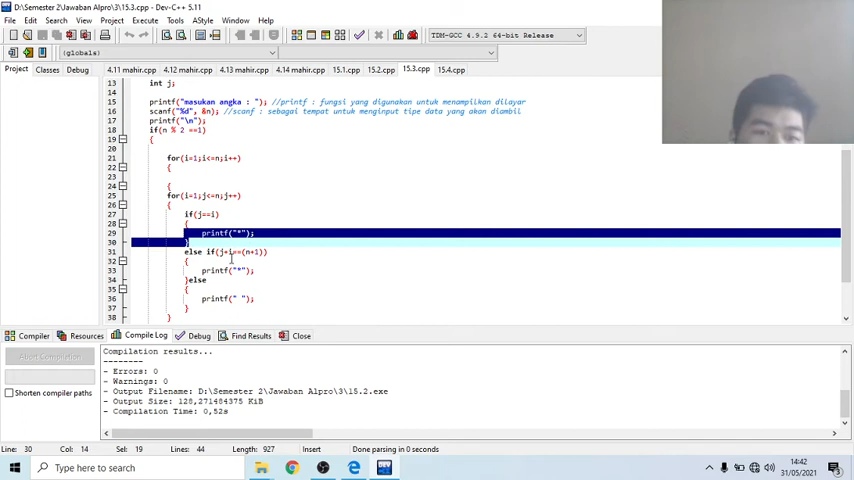 D:\Semester 2\Jawaban Alpro\3\15.3.cpp - Dev-C++ 5.11
File Edit Search View Project Execute Tools AStyle Window Help
TDM-GCC 4.9.2 64-bit Release
(globals)
Project Classes Debug 4.11 mahir.cpp 4.12 mahir.cpp 4.13 mahir.cpp 4.14 mahir.cpp 15.1.cpp 15.2.cpp 15.3.cpp 15.4.cpp
13 int j;
14
15 printf("masukan angka : "); //printf : fungsi yang digunakan untuk menampilkan dilayar
16 scanf("%d", &n); //scanf : sebagai tempat untuk menginput tipe data yang akan diambil
17 printf("\n");
18 if(n % 2 ==1)
19 {
20
21 for(i=1;i<=n;i++)
22 {
23
24 {
25 for(j=1;j<=n;j++)
26 {
27 if(j==i)
28 {
29 printf("*");
30 }
31 else if(j+i==(n+1))
32 {
33 printf("*");
34 }else
35 {
36 printf(" ");
37 }
38 }
Compiler Resources Compile Log Debug Find Results Close
Abort Compilation
Shorten compiler paths
Compilation results...
--------
- Errors: 0
- Warnings: 0
- Output Filename: D:\Semester 2\Jawaban Alpro\3\15.2.exe
- Output Size: 128,271484375 KiB
- Compilation Time: 0,52s
Line: 30 Col: 14 Sel: 19 Lines: 44 Length: 927 Insert Done parsing in 0 seconds
Type here to search
14:42
31/05/2021
3